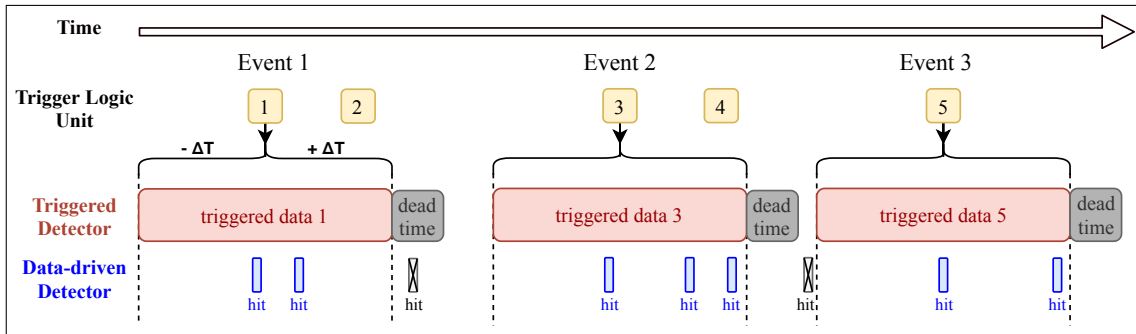 Time
Event 1
Event 2
Event 3
Trigger Logic
Unit
1
2
3
4
5
- ΔT
+ ΔT
Triggered
Detector
triggered data 1
dead
time
triggered data 3
dead
time
triggered data 5
dead
time
Data-driven
Detector
hit
hit
hit
hit
hit
hit
hit
hit
hit